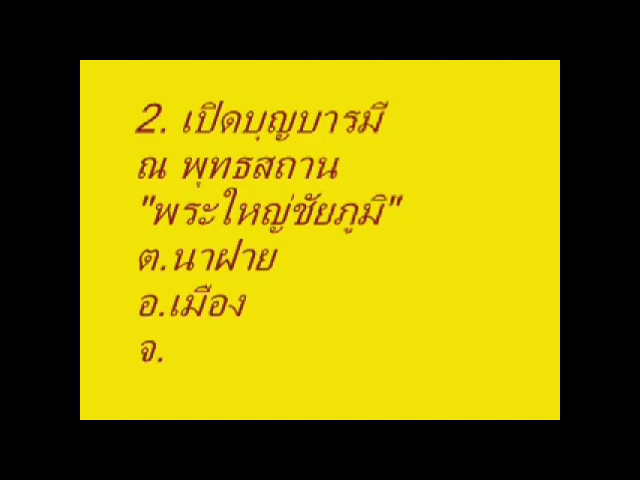 2. เปิดบุญบารมี
ณ พุทธสถาน
"พระใหญ่ชัยภูมิ"
ต.นาฝาย
อ.เมือง
จ.